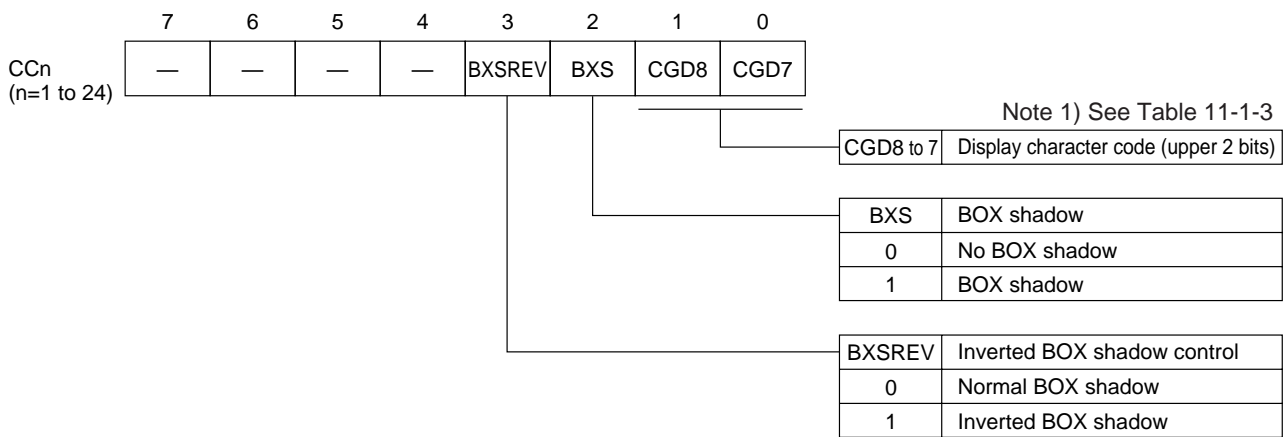 7 6 5 4 3 2 1 0
CCn
(n=1 to 24)
— — — — BXSREV BXS CGD8 CGD7
Note 1) See Table 11-1-3
CGD8 to 7 Display character code (upper 2 bits)
BXS BOX shadow
0 No BOX shadow
1 BOX shadow
BXSREV Inverted BOX shadow control
0 Normal BOX shadow
1 Inverted BOX shadow